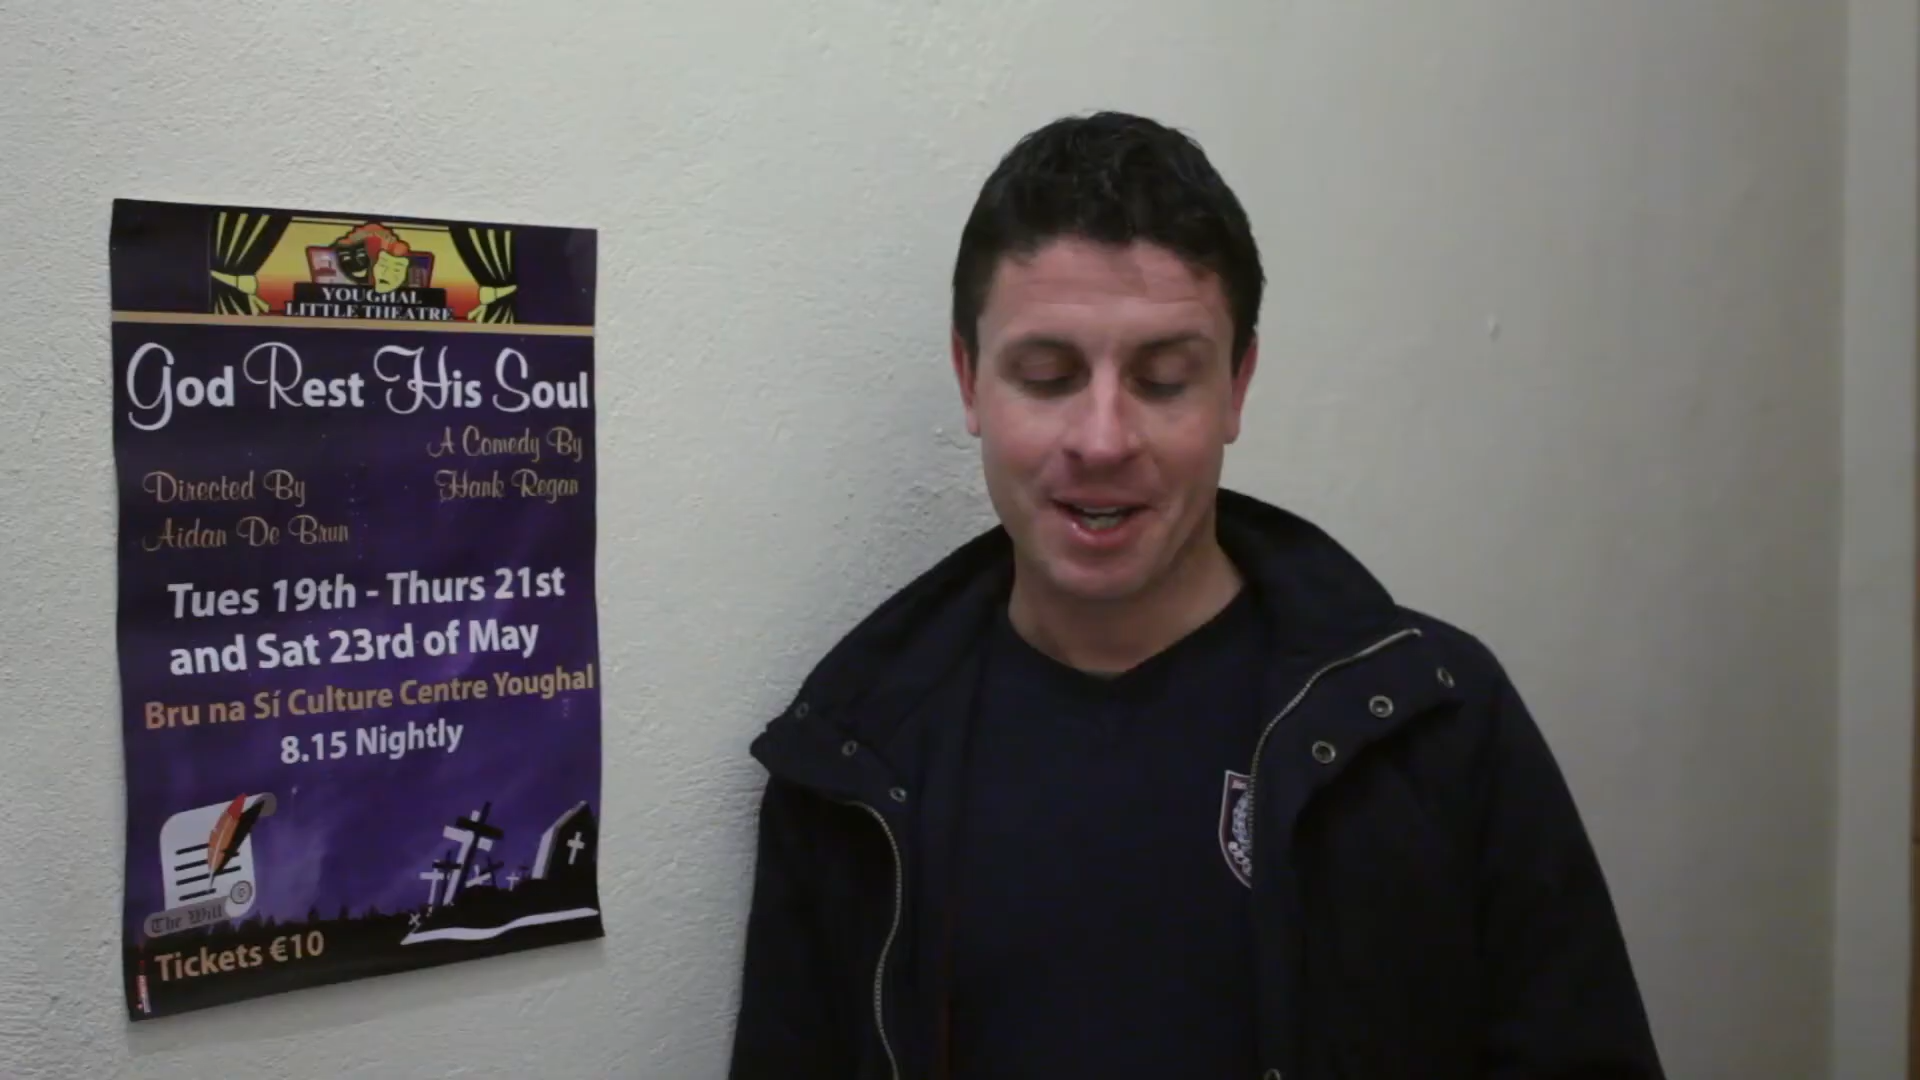 YOUGHAL
LITTLE THEATRE
God Rest His Soul
A Comedy By
Hank Regan
Directed By
Aidan De Brun
Tues 19th - Thurs 21st
and Sat 23rd of May
Bru na Sí Culture Centre Youghal
8.15 Nightly
The Will
Tickets €10